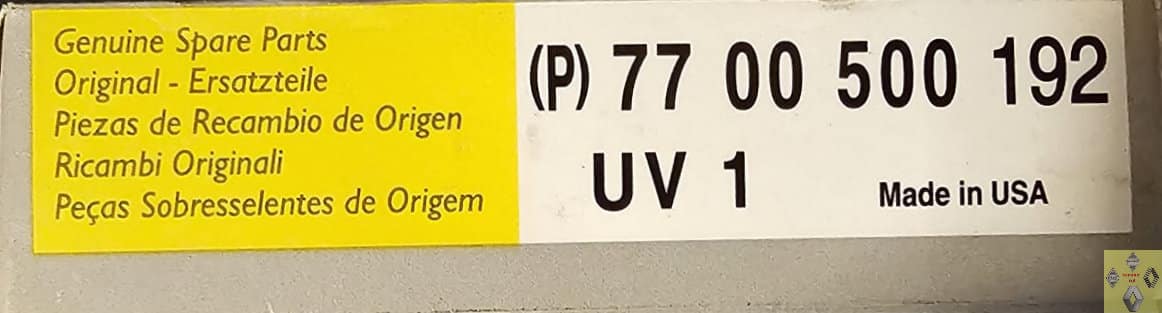 Genuine Spare Parts
Original - Ersatzteile
Piezas de Recambio de Origen
Ricambi Originali
Peças Sobresselentes de Origem
(P) 77 00 500 192
UV 1
Made in USA